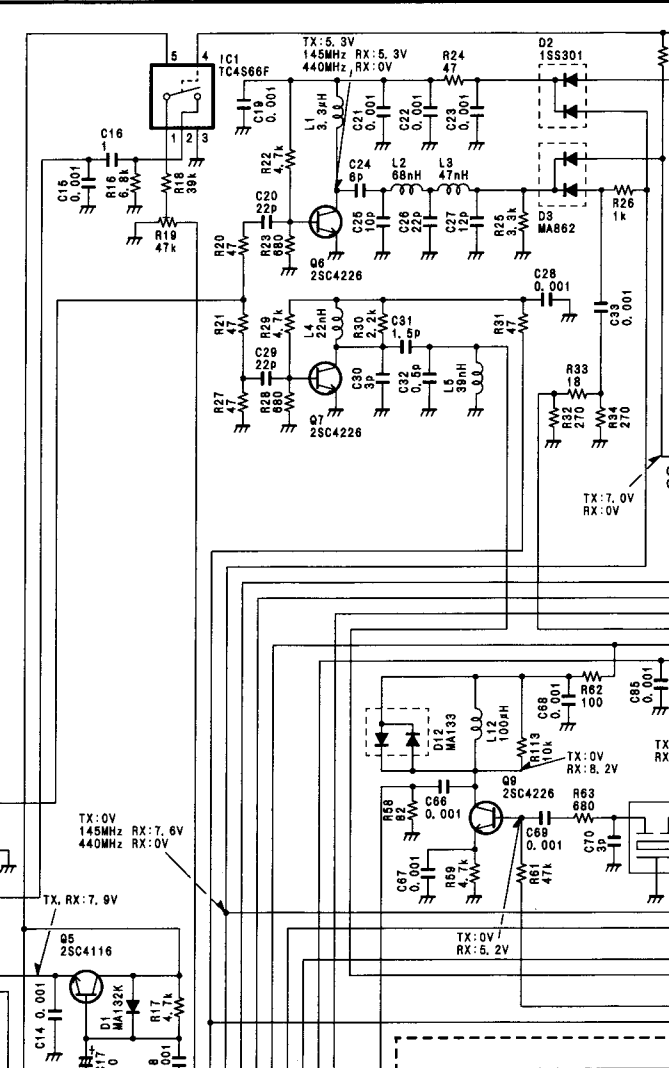 5
4
IC1
TC4S66F
1
2
3
TX:5.3V
145MHz RX:5.3V
440MHz RX:0V
R24
47
D2
1SS301
C19
0.001
L1
3.3μH
C21
0.001
C22
0.001
C23
0.001
C16
1
C15
0.001
R16
6.8k
R18
39k
R19
47k
R22
4.7k
C20
22p
R20
47
R23
680
Q6
2SC4226
C24
6p
L2
68nH
L3
47nH
C25
10p
C26
22p
C27
12p
R25
3.3k
D3
MA862
R26
1k
C28
0.001
C33
0.001
R21
47
R29
4.7k
L4
22nH
R30
2.2k
C31
1.5p
R31
47
C29
22p
R27
47
R28
680
Q7
2SC4226
C30
3p
C32
0.5p
L5
39nH
R33
18
R32
270
R34
270
TX:7.0V
RX:0V
D12
MA133
L12
100μH
C68
0.001
R62
100
C85
0.001
R113
10k
TX:0V
RX:8.2V
TX
RX
R58
82
C66
0.001
Q9
2SC4226
R63
680
C69
0.001
C70
3p
C67
0.001
R59
4.7k
R61
47k
TX:0V
RX:5.2V
TX:0V
145MHz RX:7.6V
440MHz RX:0V
TX,RX:7.9V
Q5
2SC4116
C14 0.001
D1
MA132K
R17
4.7k
+
C17
0
8
001